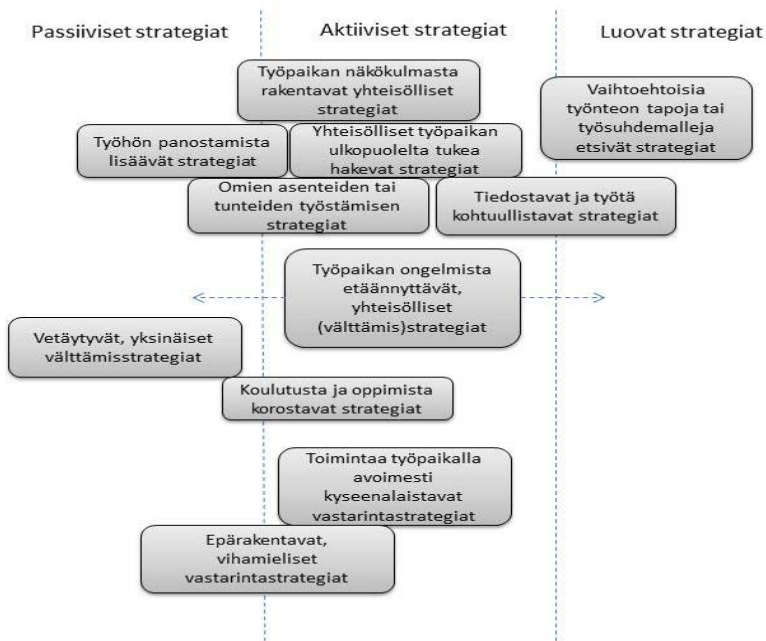 Passiiviset strategiat
Aktiiviset strategiat
Luovat strategiat
Työpaikan näkökulmasta
rakentavat yhteisölliset
strategiat
Vaihtoehtoisia
työnteon tapoja tai
työsuhdemalleja
etsivät strategiat
Työhön panostamista
lisäävät strategiat
Yhteisölliset työpaikan
ulkopuolelta tukea
hakevat strategiat
Omien asenteiden tai
tunteiden työstämisen
strategiat
Tiedostavat ja työtä
kohtuullistavat strategiat
Työpaikan ongelmista
etäännyttävät,
yhteisölliset
(välttämis)strategiat
Vetäytyvät, yksinäiset
välttämisstrategiat
Koulutusta ja oppimista
korostavat strategiat
Toimintaa työpaikalla
avoimesti
kyseenalaistavat
vastarintastrategiat
Epärakentavat,
vihamieliset
vastarintastrategiat